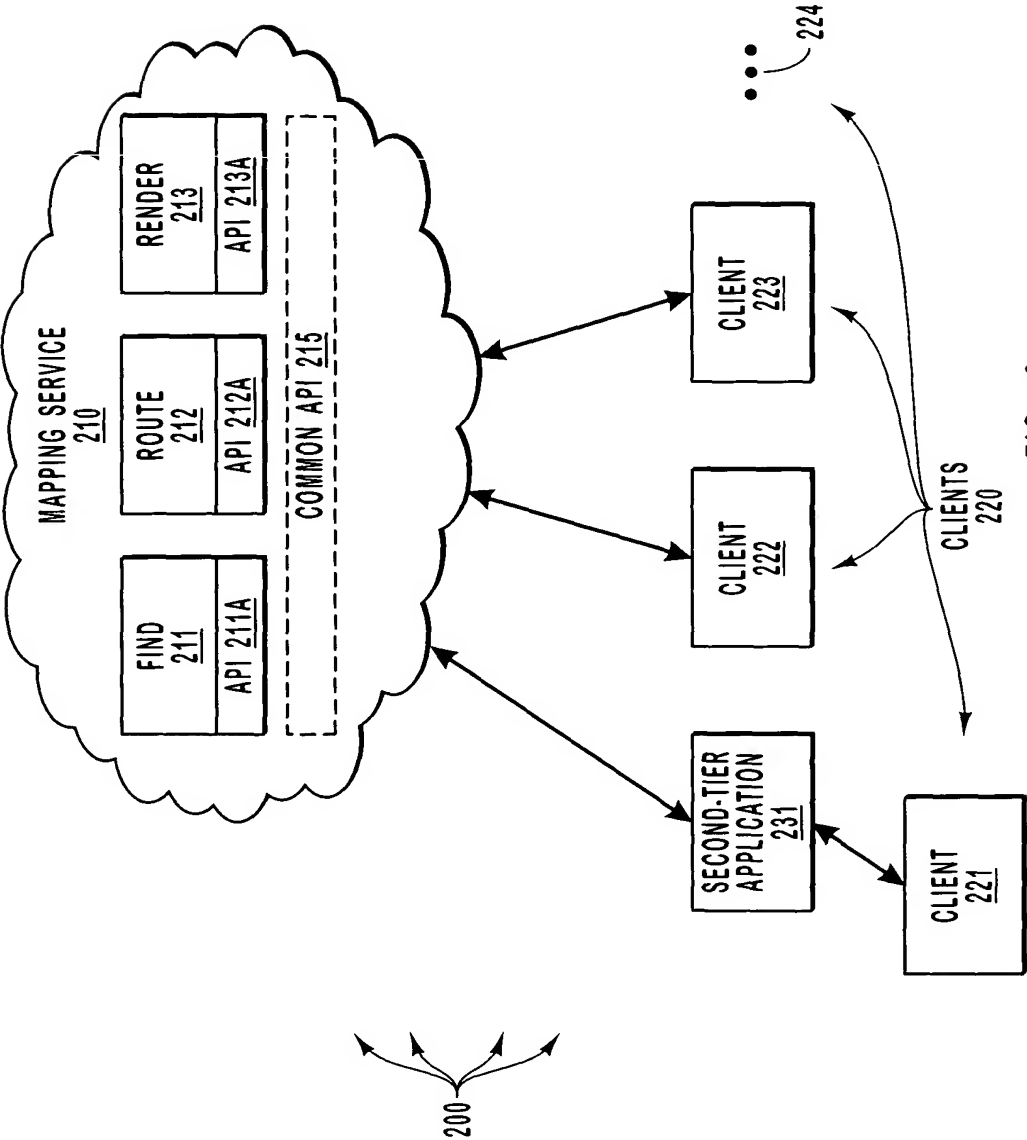 MAPPING SERVICE
210
FIND
211
API 211A
ROUTE
212
API 212A
RENDER
213
API 213A
COMMON API 215
SECOND-TIER
APPLICATION
231
CLIENT
221
CLIENT
222
CLIENT
223
224
CLIENTS
220
200